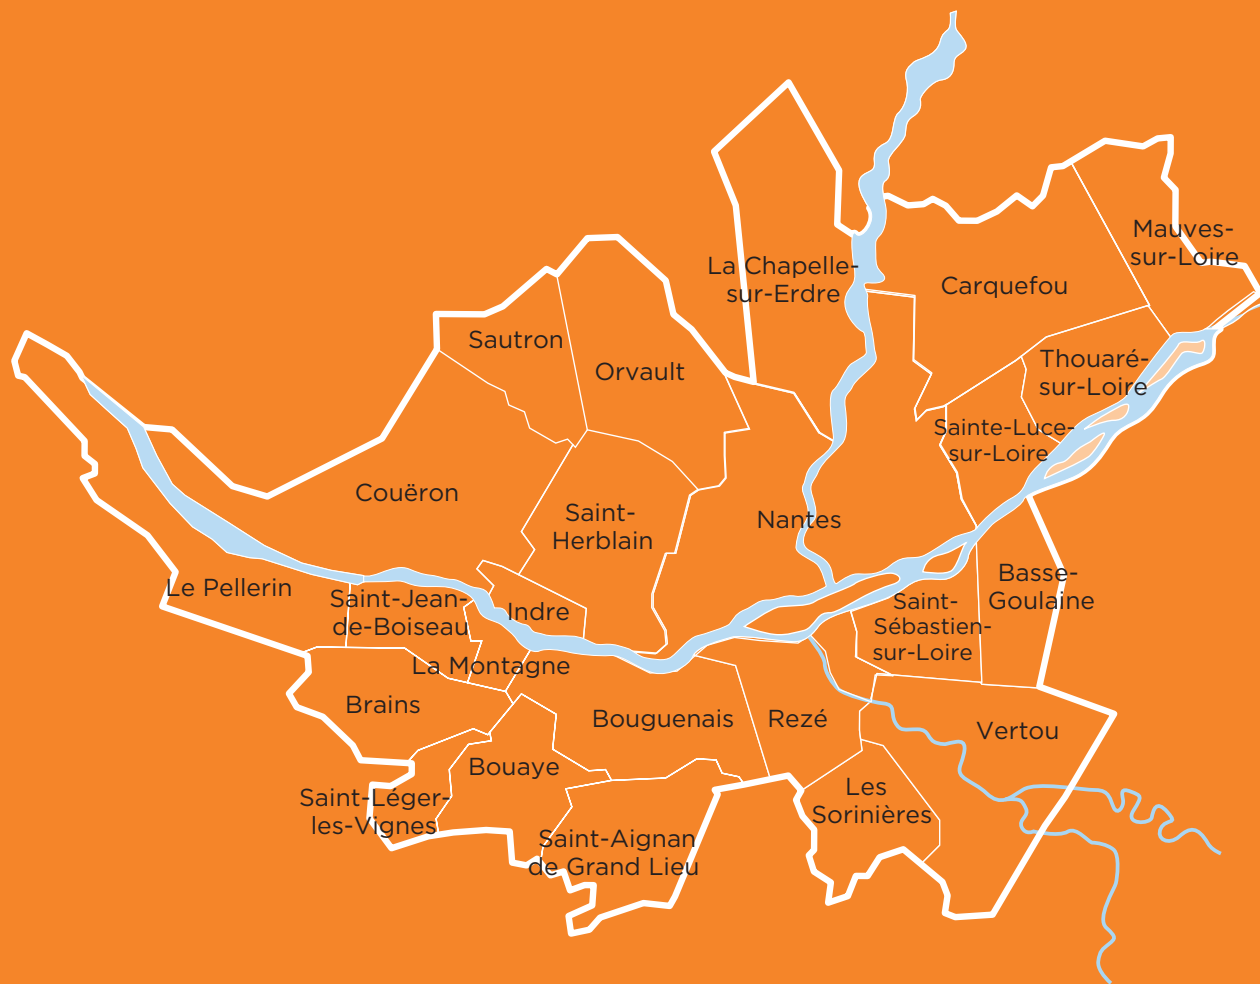 Mauves-
sur-Loire
La Chapelle-
sur-Erdre
Carquefou
Sautron
Orvault
Thouaré-
sur-Loire
Sainte-Luce-
sur-Loire
Couëron
Saint-
Herblain
Nantes
Le Pellerin
Saint-Jean-
de-Boiseau
Indre
Basse-
Goulaine
Saint-
Sébastien-
sur-Loire
La Montagne
Brains
Bouguenais
Rezé
Vertou
Bouaye
Saint-Léger-
les-Vignes
Les
Sorinières
Saint-Aignan
de Grand Lieu